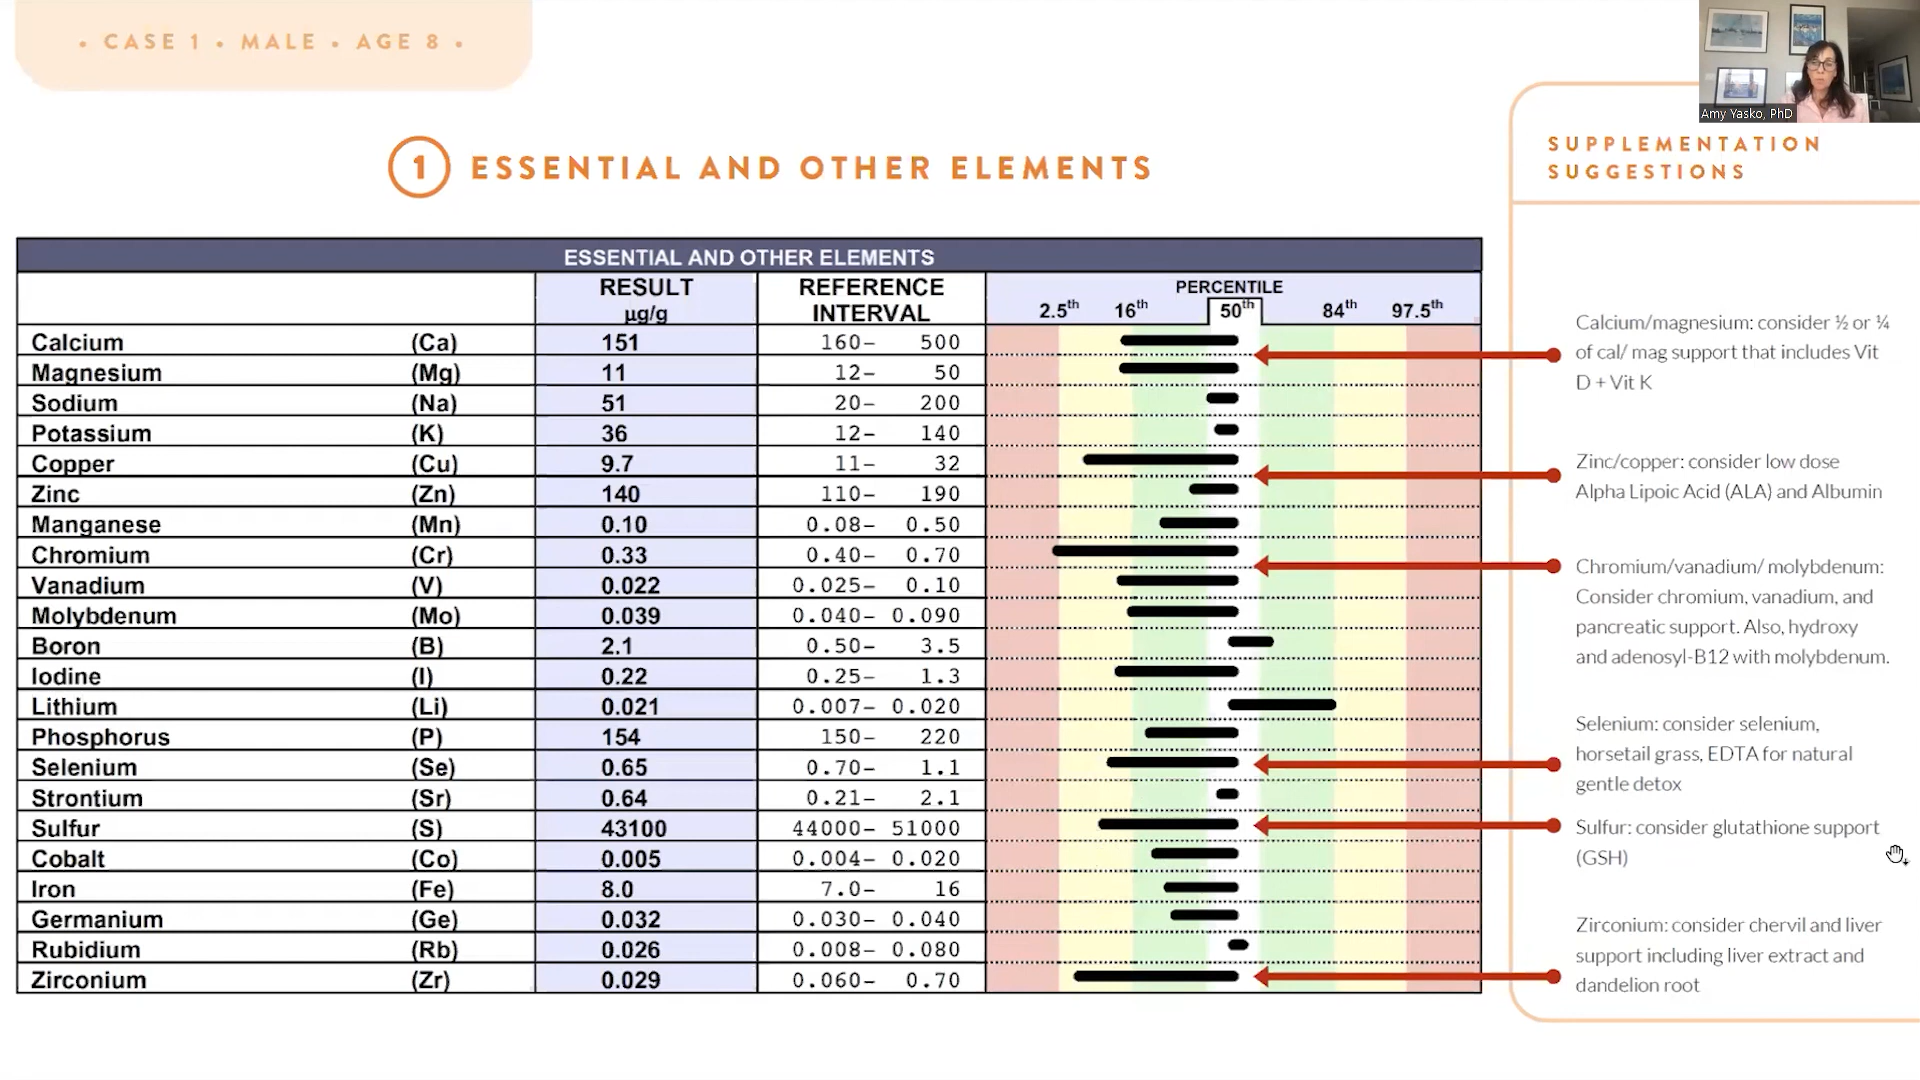 • CASE 1 • MALE • AGE 8 •
Amy Yasko, PhD
1 ESSENTIAL AND OTHER ELEMENTS
SUPPLEMENTATION
SUGGESTIONS
ESSENTIAL AND OTHER ELEMENTS
RESULT REFERENCE PERCENTILE
µg/g INTERVAL 2.5th 16th 50th 84th 97.5th
Calcium (Ca) 151 160- 500
Magnesium (Mg) 11 12- 50
Sodium (Na) 51 20- 200
Potassium (K) 36 12- 140
Copper (Cu) 9.7 11- 32
Zinc (Zn) 140 110- 190
Manganese (Mn) 0.10 0.08- 0.50
Chromium (Cr) 0.33 0.40- 0.70
Vanadium (V) 0.022 0.025- 0.10
Molybdenum (Mo) 0.039 0.040- 0.090
Boron (B) 2.1 0.50- 3.5
Iodine (I) 0.22 0.25- 1.3
Lithium (Li) 0.021 0.007- 0.020
Phosphorus (P) 154 150- 220
Selenium (Se) 0.65 0.70- 1.1
Strontium (Sr) 0.64 0.21- 2.1
Sulfur (S) 43100 44000- 51000
Cobalt (Co) 0.005 0.004- 0.020
Iron (Fe) 8.0 7.0- 16
Germanium (Ge) 0.032 0.030- 0.040
Rubidium (Rb) 0.026 0.008- 0.080
Zirconium (Zr) 0.029 0.060- 0.70
Calcium/magnesium: consider ½ or ¼
of cal/ mag support that includes Vit
D + Vit K
Zinc/copper: consider low dose
Alpha Lipoic Acid (ALA) and Albumin
Chromium/vanadium/ molybdenum:
Consider chromium, vanadium, and
pancreatic support. Also, hydroxy
and adenosyl-B12 with molybdenum.
Selenium: consider selenium,
horsetail grass, EDTA for natural
gentle detox
Sulfur: consider glutathione support
(GSH)
Zirconium: consider chervil and liver
support including liver extract and
dandelion root